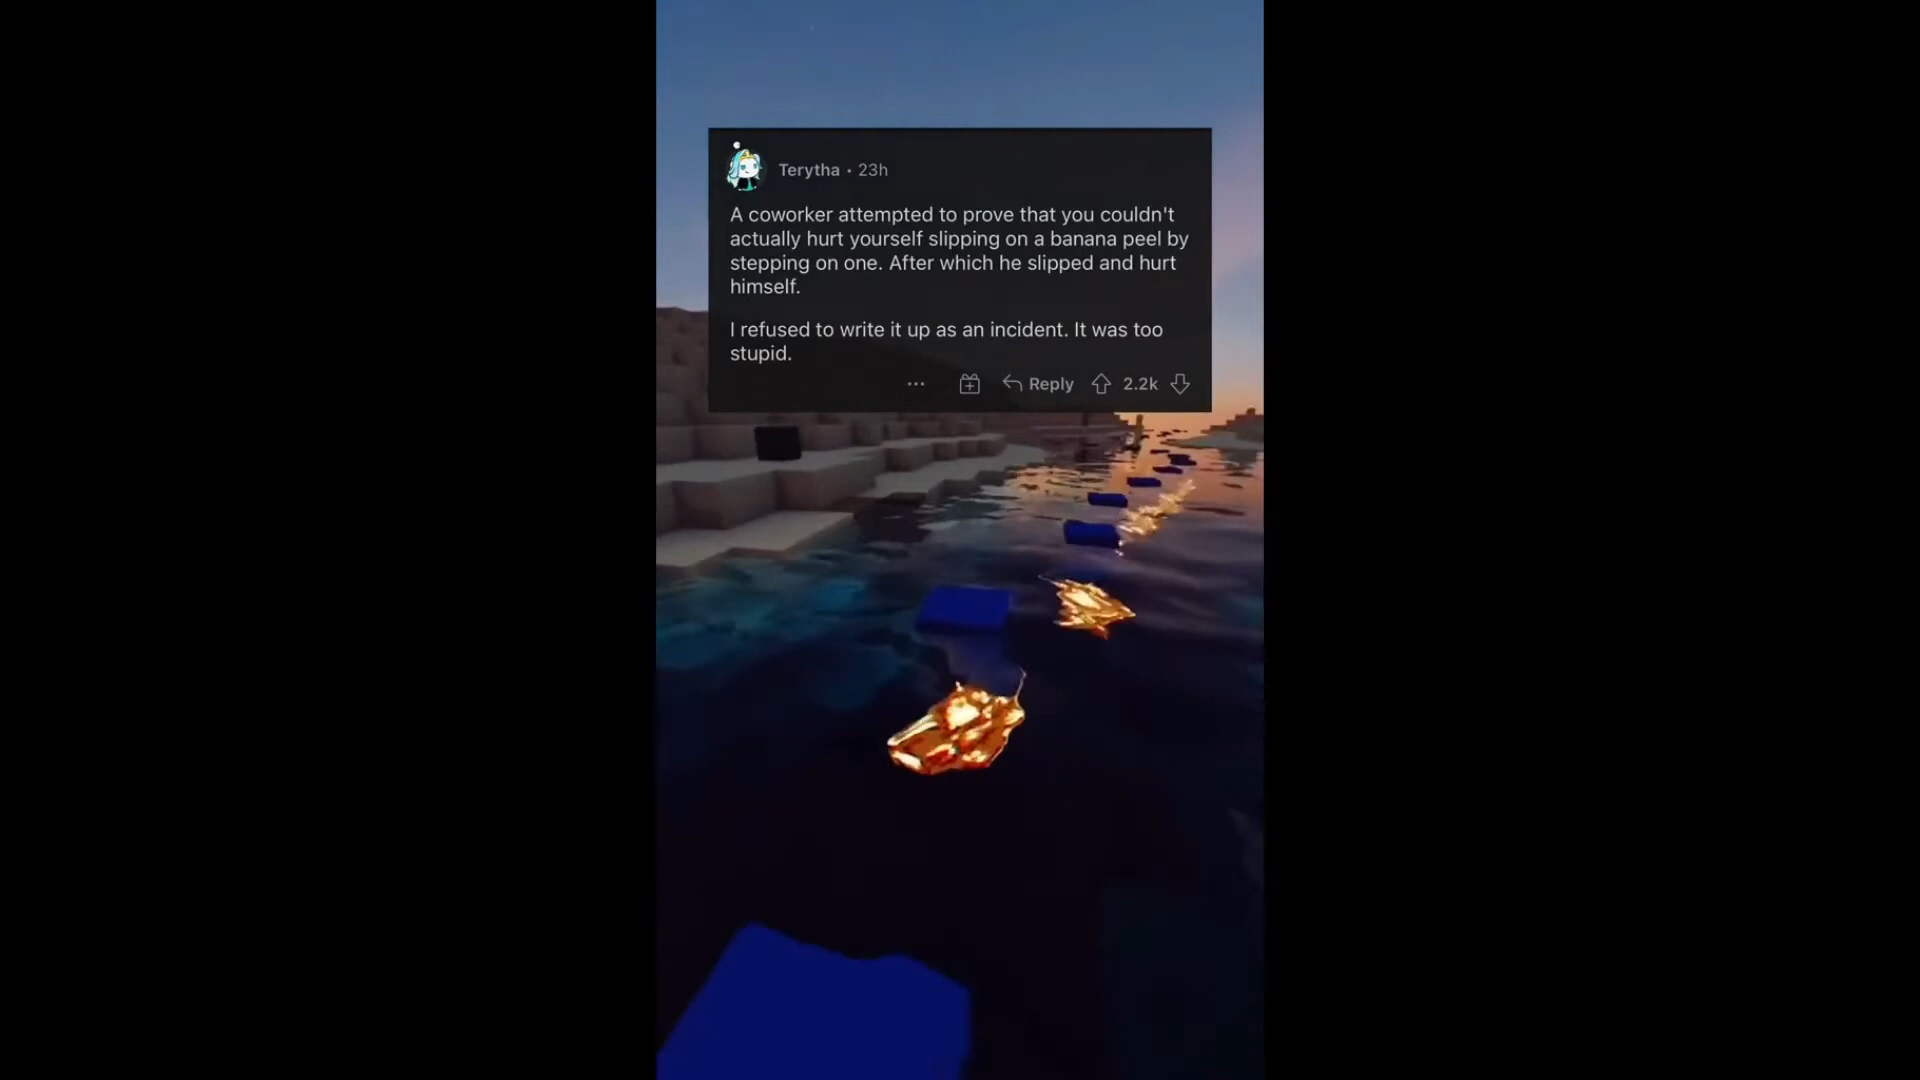 Terytha • 23h
A coworker attempted to prove that you couldn't
actually hurt yourself slipping on a banana peel by
stepping on one. After which he slipped and hurt
himself.
I refused to write it up as an incident. It was too
stupid.
... Reply 2.2k